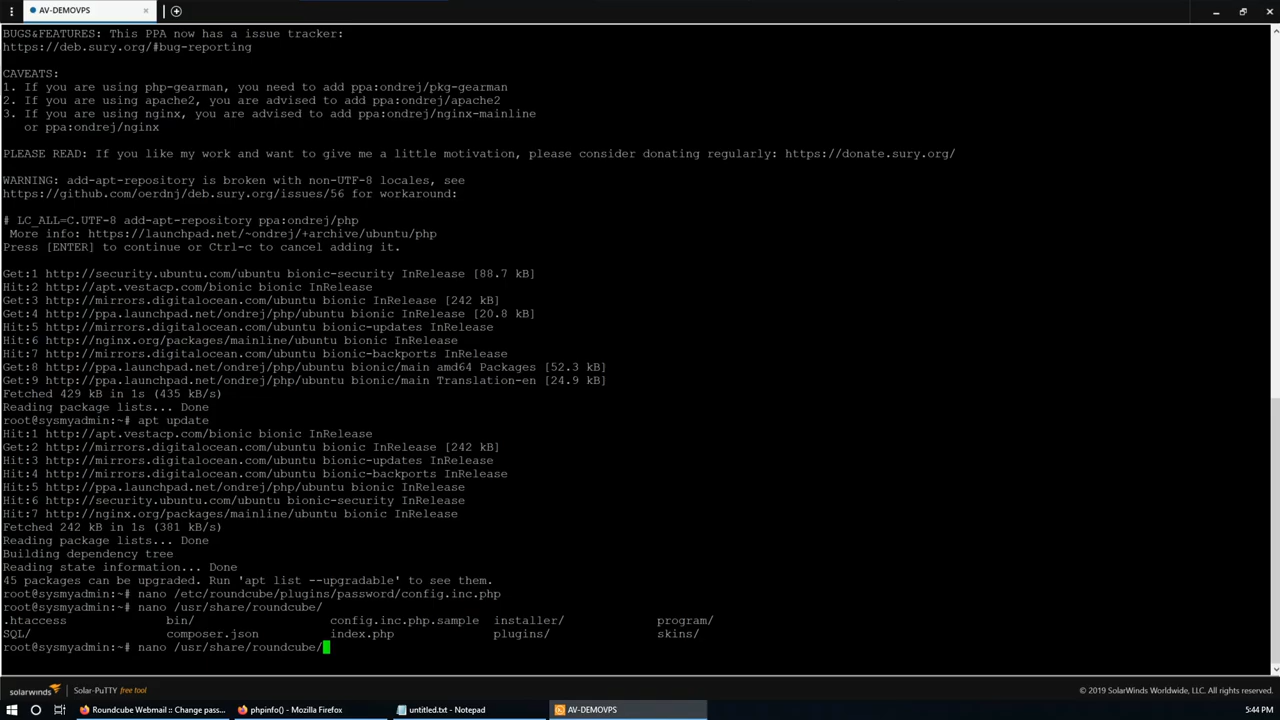 AV-DEMOVPS
BUGS&FEATURES: This PPA now has a issue tracker:
https://deb.sury.org/#bug-reporting
CAVEATS:
1. If you are using php-gearman, you need to add ppa:ondrej/pkg-gearman
2. If you are using apache2, you are advised to add ppa:ondrej/apache2
3. If you are using nginx, you are advised to add ppa:ondrej/nginx-mainline
or ppa:ondrej/nginx
PLEASE READ: If you like my work and want to give me a little motivation, please consider donating regularly: https://donate.sury.org/
WARNING: add-apt-repository is broken with non-UTF-8 locales, see
https://github.com/oerdnj/deb.sury.org/issues/56 for workaround:
# LC_ALL=C.UTF-8 add-apt-repository ppa:ondrej/php
More info: https://launchpad.net/~ondrej/+archive/ubuntu/php
Press [ENTER] to continue or Ctrl-c to cancel adding it.
Get:1 http://security.ubuntu.com/ubuntu bionic-security InRelease [88.7 kB]
Hit:2 http://apt.vestacp.com/bionic bionic InRelease
Get:3 http://mirrors.digitalocean.com/ubuntu bionic InRelease [242 kB]
Get:4 http://ppa.launchpad.net/ondrej/php/ubuntu bionic InRelease [20.8 kB]
Hit:5 http://mirrors.digitalocean.com/ubuntu bionic-updates InRelease
Hit:6 http://nginx.org/packages/mainline/ubuntu bionic InRelease
Hit:7 http://mirrors.digitalocean.com/ubuntu bionic-backports InRelease
Get:8 http://ppa.launchpad.net/ondrej/php/ubuntu bionic/main amd64 Packages [52.3 kB]
Get:9 http://ppa.launchpad.net/ondrej/php/ubuntu bionic/main Translation-en [24.9 kB]
Fetched 429 kB in 1s (435 kB/s)
Reading package lists... Done
root@sysmyadmin:~# apt update
Hit:1 http://apt.vestacp.com/bionic bionic InRelease
Get:2 http://mirrors.digitalocean.com/ubuntu bionic InRelease [242 kB]
Hit:3 http://mirrors.digitalocean.com/ubuntu bionic-updates InRelease
Hit:4 http://mirrors.digitalocean.com/ubuntu bionic-backports InRelease
Hit:5 http://ppa.launchpad.net/ondrej/php/ubuntu bionic InRelease
Hit:6 http://security.ubuntu.com/ubuntu bionic-security InRelease
Hit:7 http://nginx.org/packages/mainline/ubuntu bionic InRelease
Fetched 242 kB in 1s (381 kB/s)
Reading package lists... Done
Building dependency tree
Reading state information... Done
45 packages can be upgraded. Run 'apt list --upgradable' to see them.
root@sysmyadmin:~# nano /etc/roundcube/plugins/password/config.inc.php
root@sysmyadmin:~# nano /usr/share/roundcube/
.htaccess bin/ config.inc.php.sample installer/ program/
SQL/ composer.json index.php plugins/ skins/
root@sysmyadmin:~# nano /usr/share/roundcube/
solarwinds Solar-PuTTY free tool © 2019 SolarWinds Worldwide, LLC. All rights reserved.
Roundcube Webmail :: Change pass... phpinfo() - Mozilla Firefox untitled.txt - Notepad AV-DEMOVPS 5:44 PM